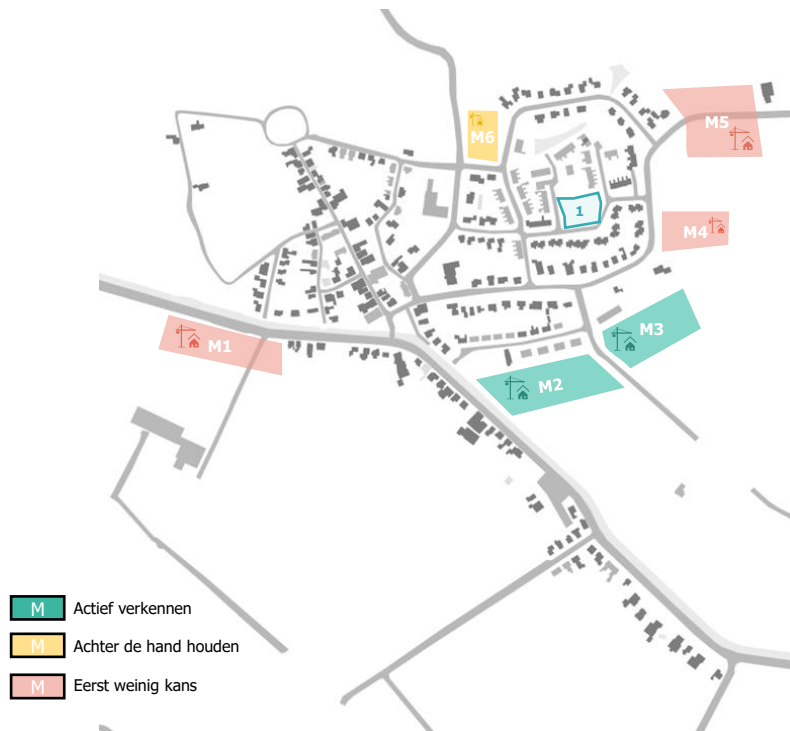 M6
M5
1
M4
M3
M1
M2
M Actief verkennen
M Achter de hand houden
M Eerst weinig kans